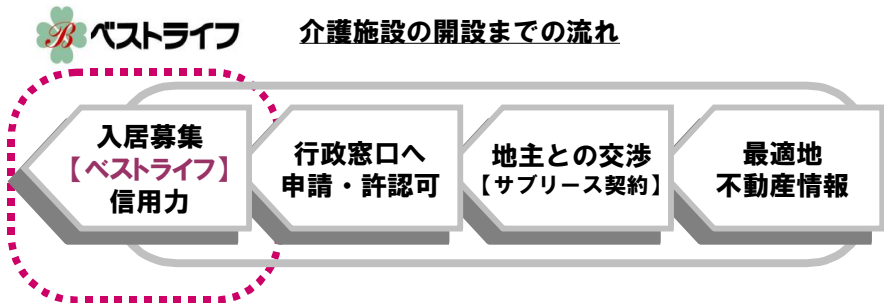 B ベストライフ
介護施設の開設までの流れ
入居募集
【ベストライフ】
信用力
行政窓口へ
申請・許認可
地主との交渉
【サブリース契約】
最適地
不動産情報